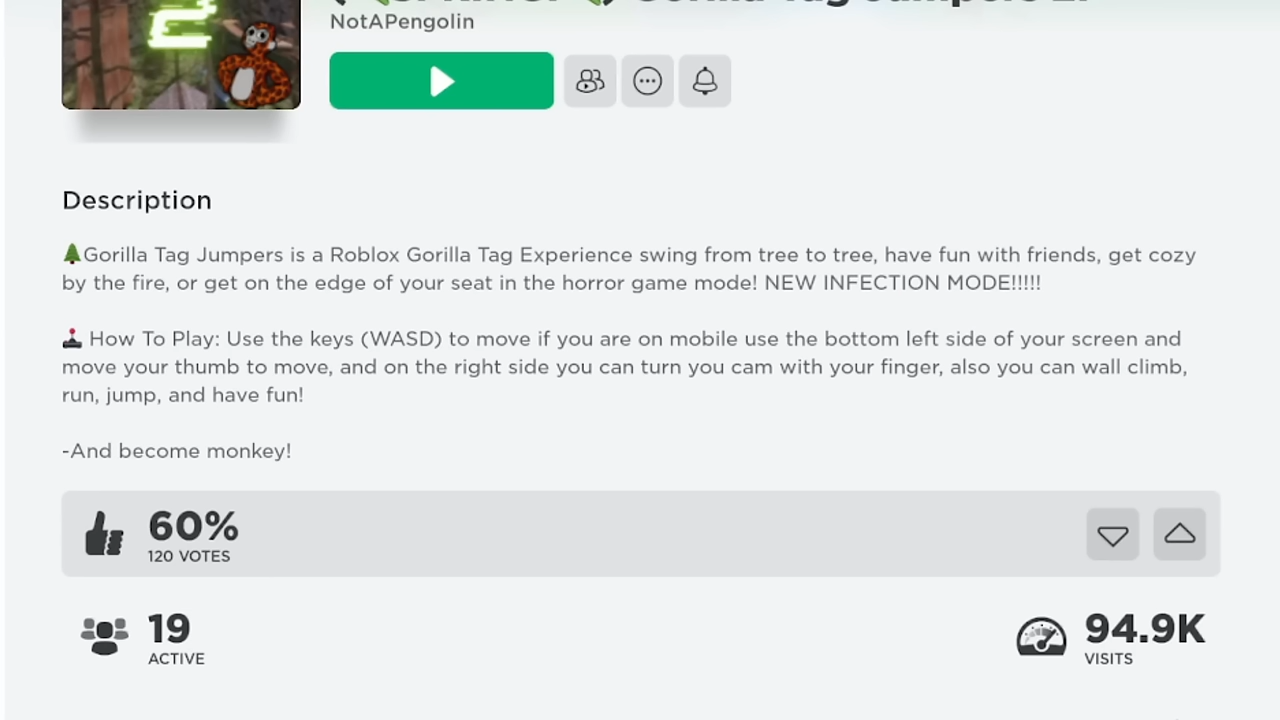 Gorilla Tag Jumpers 2!
NotAPengolin
2
Description
🌲Gorilla Tag Jumpers is a Roblox Gorilla Tag Experience swing from tree to tree, have fun with friends, get cozy
by the fire, or get on the edge of your seat in the horror game mode! NEW INFECTION MODE!!!!!
🕹️ How To Play: Use the keys (WASD) to move if you are on mobile use the bottom left side of your screen and
move your thumb to move, and on the right side you can turn you cam with your finger, also you can wall climb,
run, jump, and have fun!
-And become monkey!
60%
120 VOTES
19
ACTIVE
94.9K
VISITS